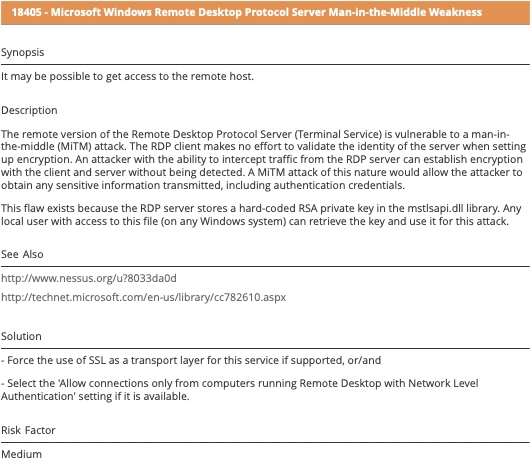 18405 - Microsoft Windows Remote Desktop Protocol Server Man-in-the-Middle Weakness
Synopsis
It may be possible to get access to the remote host.
Description
The remote version of the Remote Desktop Protocol Server (Terminal Service) is vulnerable to a man-in-
the-middle (MiTM) attack. The RDP client makes no effort to validate the identity of the server when setting
up encryption. An attacker with the ability to intercept traffic from the RDP server can establish encryption
with the client and server without being detected. A MiTM attack of this nature would allow the attacker to
obtain any sensitive information transmitted, including authentication credentials.
This flaw exists because the RDP server stores a hard-coded RSA private key in the mstlsapi.dll library. Any
local user with access to this file (on any Windows system) can retrieve the key and use it for this attack.
See Also
http://www.nessus.org/u?8033da0d
http://technet.microsoft.com/en-us/library/cc782610.aspx
Solution
- Force the use of SSL as a transport layer for this service if supported, or/and
- Select the 'Allow connections only from computers running Remote Desktop with Network Level
Authentication' setting if it is available.
Risk Factor
Medium